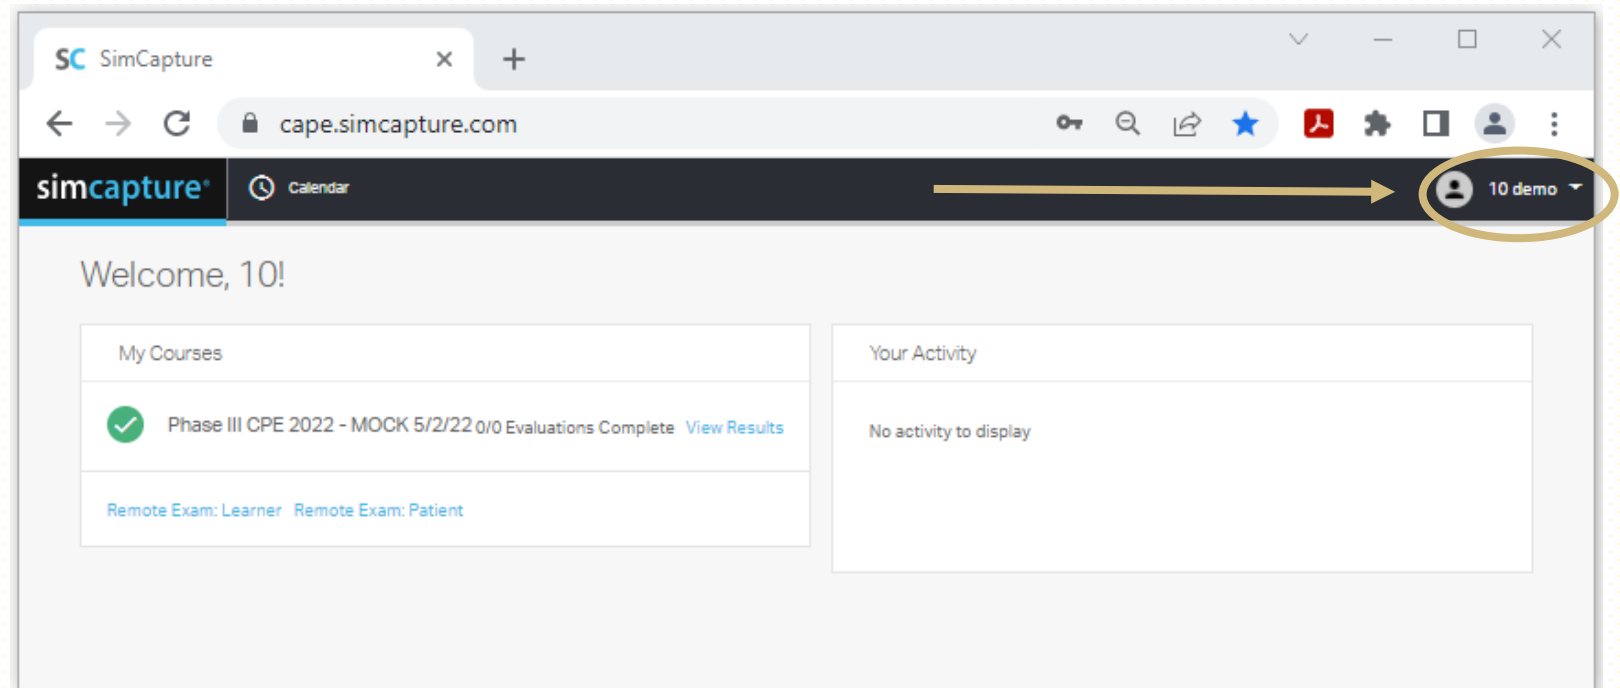 SC SimCapture
cape.simcapture.com
simcapture Calendar 10 demo
Welcome, 10!
My Courses
Phase III CPE 2022 - MOCK 5/2/22 0/0 Evaluations Complete View Results
Remote Exam: Learner Remote Exam: Patient
Your Activity
No activity to display